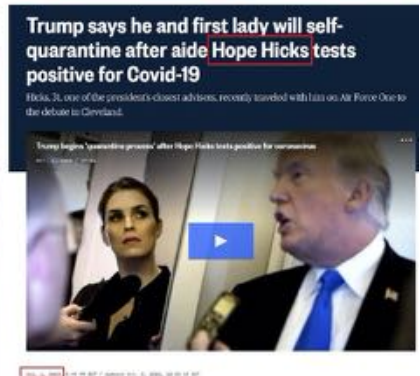 Trump says he and first lady will self-
quarantine after aide Hope Hicks tests
positive for Covid-19
Hicks, 31, one of the president's closest advisers, recently traveled with him on Air Force One to
the debate in Cleveland.
Trump begins 'quarantine process' after Hope Hicks tests positive for coronavirus